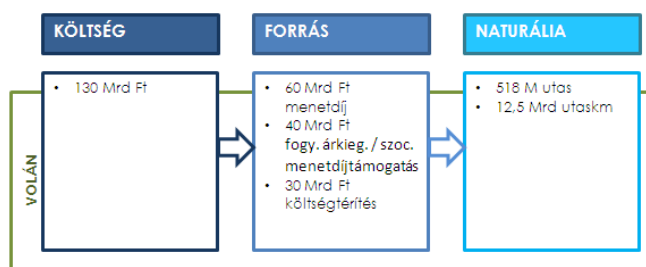 KÖLTSÉG
FORRÁS
NATURÁLIA
VOLÁN
• 130 Mrd Ft
• 60 Mrd Ft
menetdíj
• 40 Mrd Ft
fogy. árkieg. / szoc.
menetdíjtámogatás
• 30 Mrd Ft
költségtérítés
• 518 M utas
• 12,5 Mrd utaskm